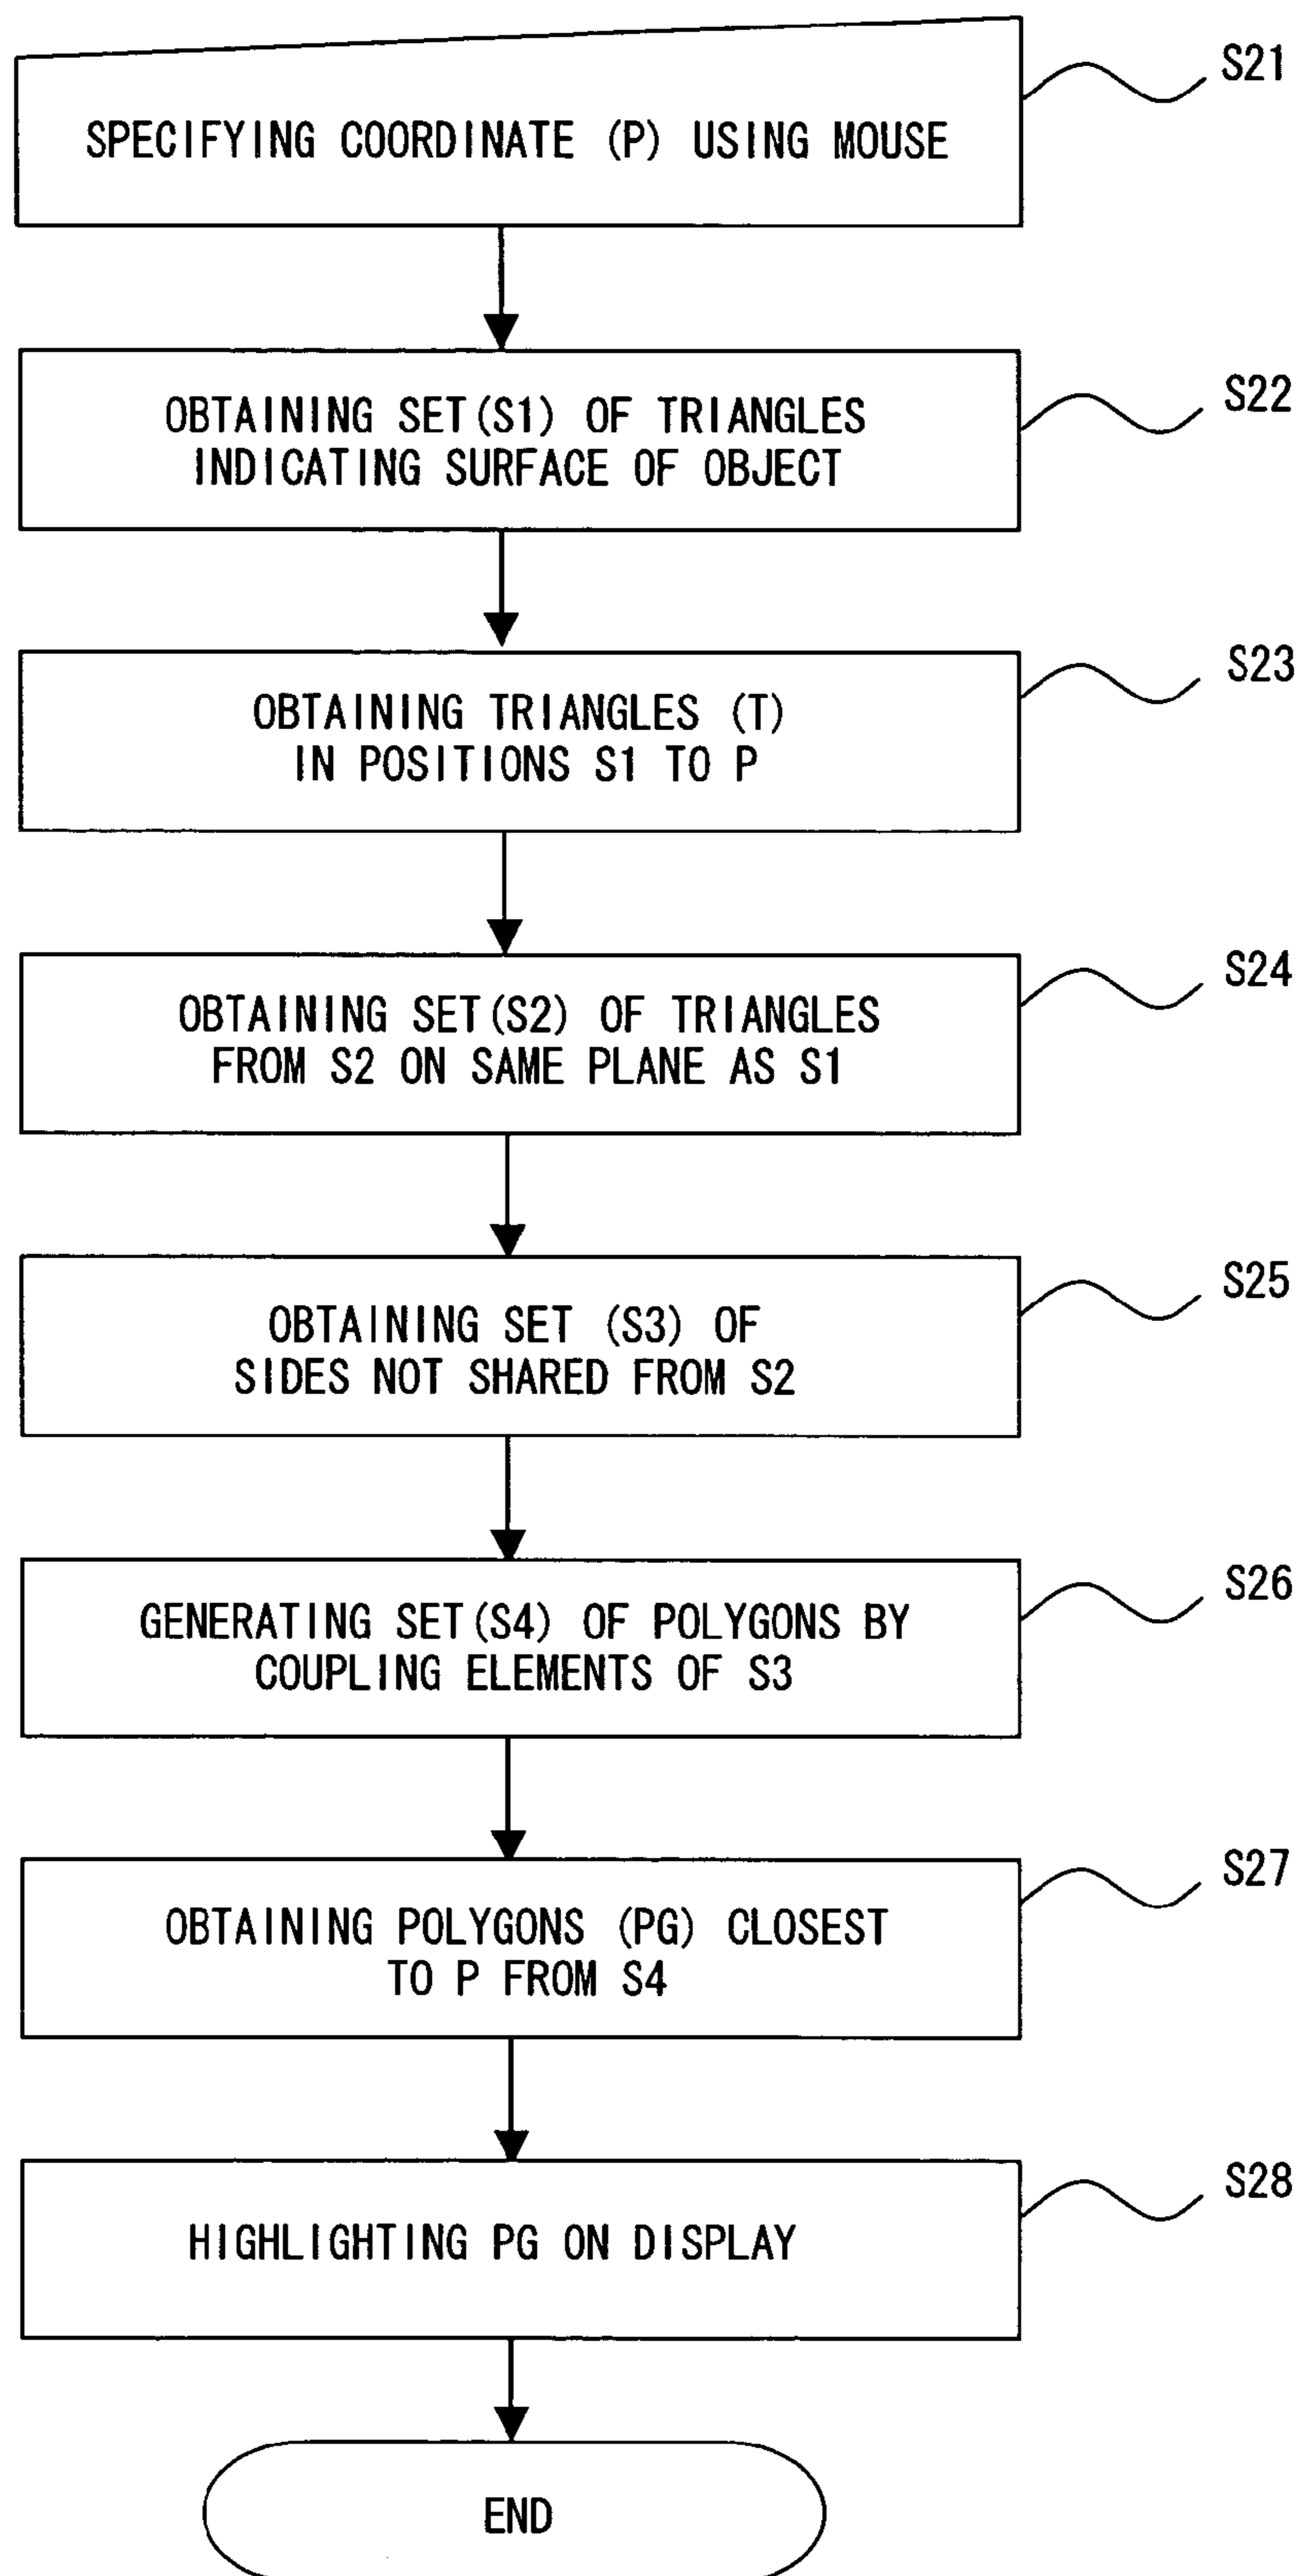 S21
SPECIFYING COORDINATE (P) USING MOUSE
S22
OBTAINING SET(S1) OF TRIANGLES
INDICATING SURFACE OF OBJECT
S23
OBTAINING TRIANGLES (T)
IN POSITIONS S1 TO P
S24
OBTAINING SET(S2) OF TRIANGLES
FROM S2 ON SAME PLANE AS S1
S25
OBTAINING SET (S3) OF
SIDES NOT SHARED FROM S2
S26
GENERATING SET(S4) OF POLYGONS BY
COUPLING ELEMENTS OF S3
S27
OBTAINING POLYGONS (PG) CLOSEST
TO P FROM S4
S28
HIGHLIGHTING PG ON DISPLAY
END